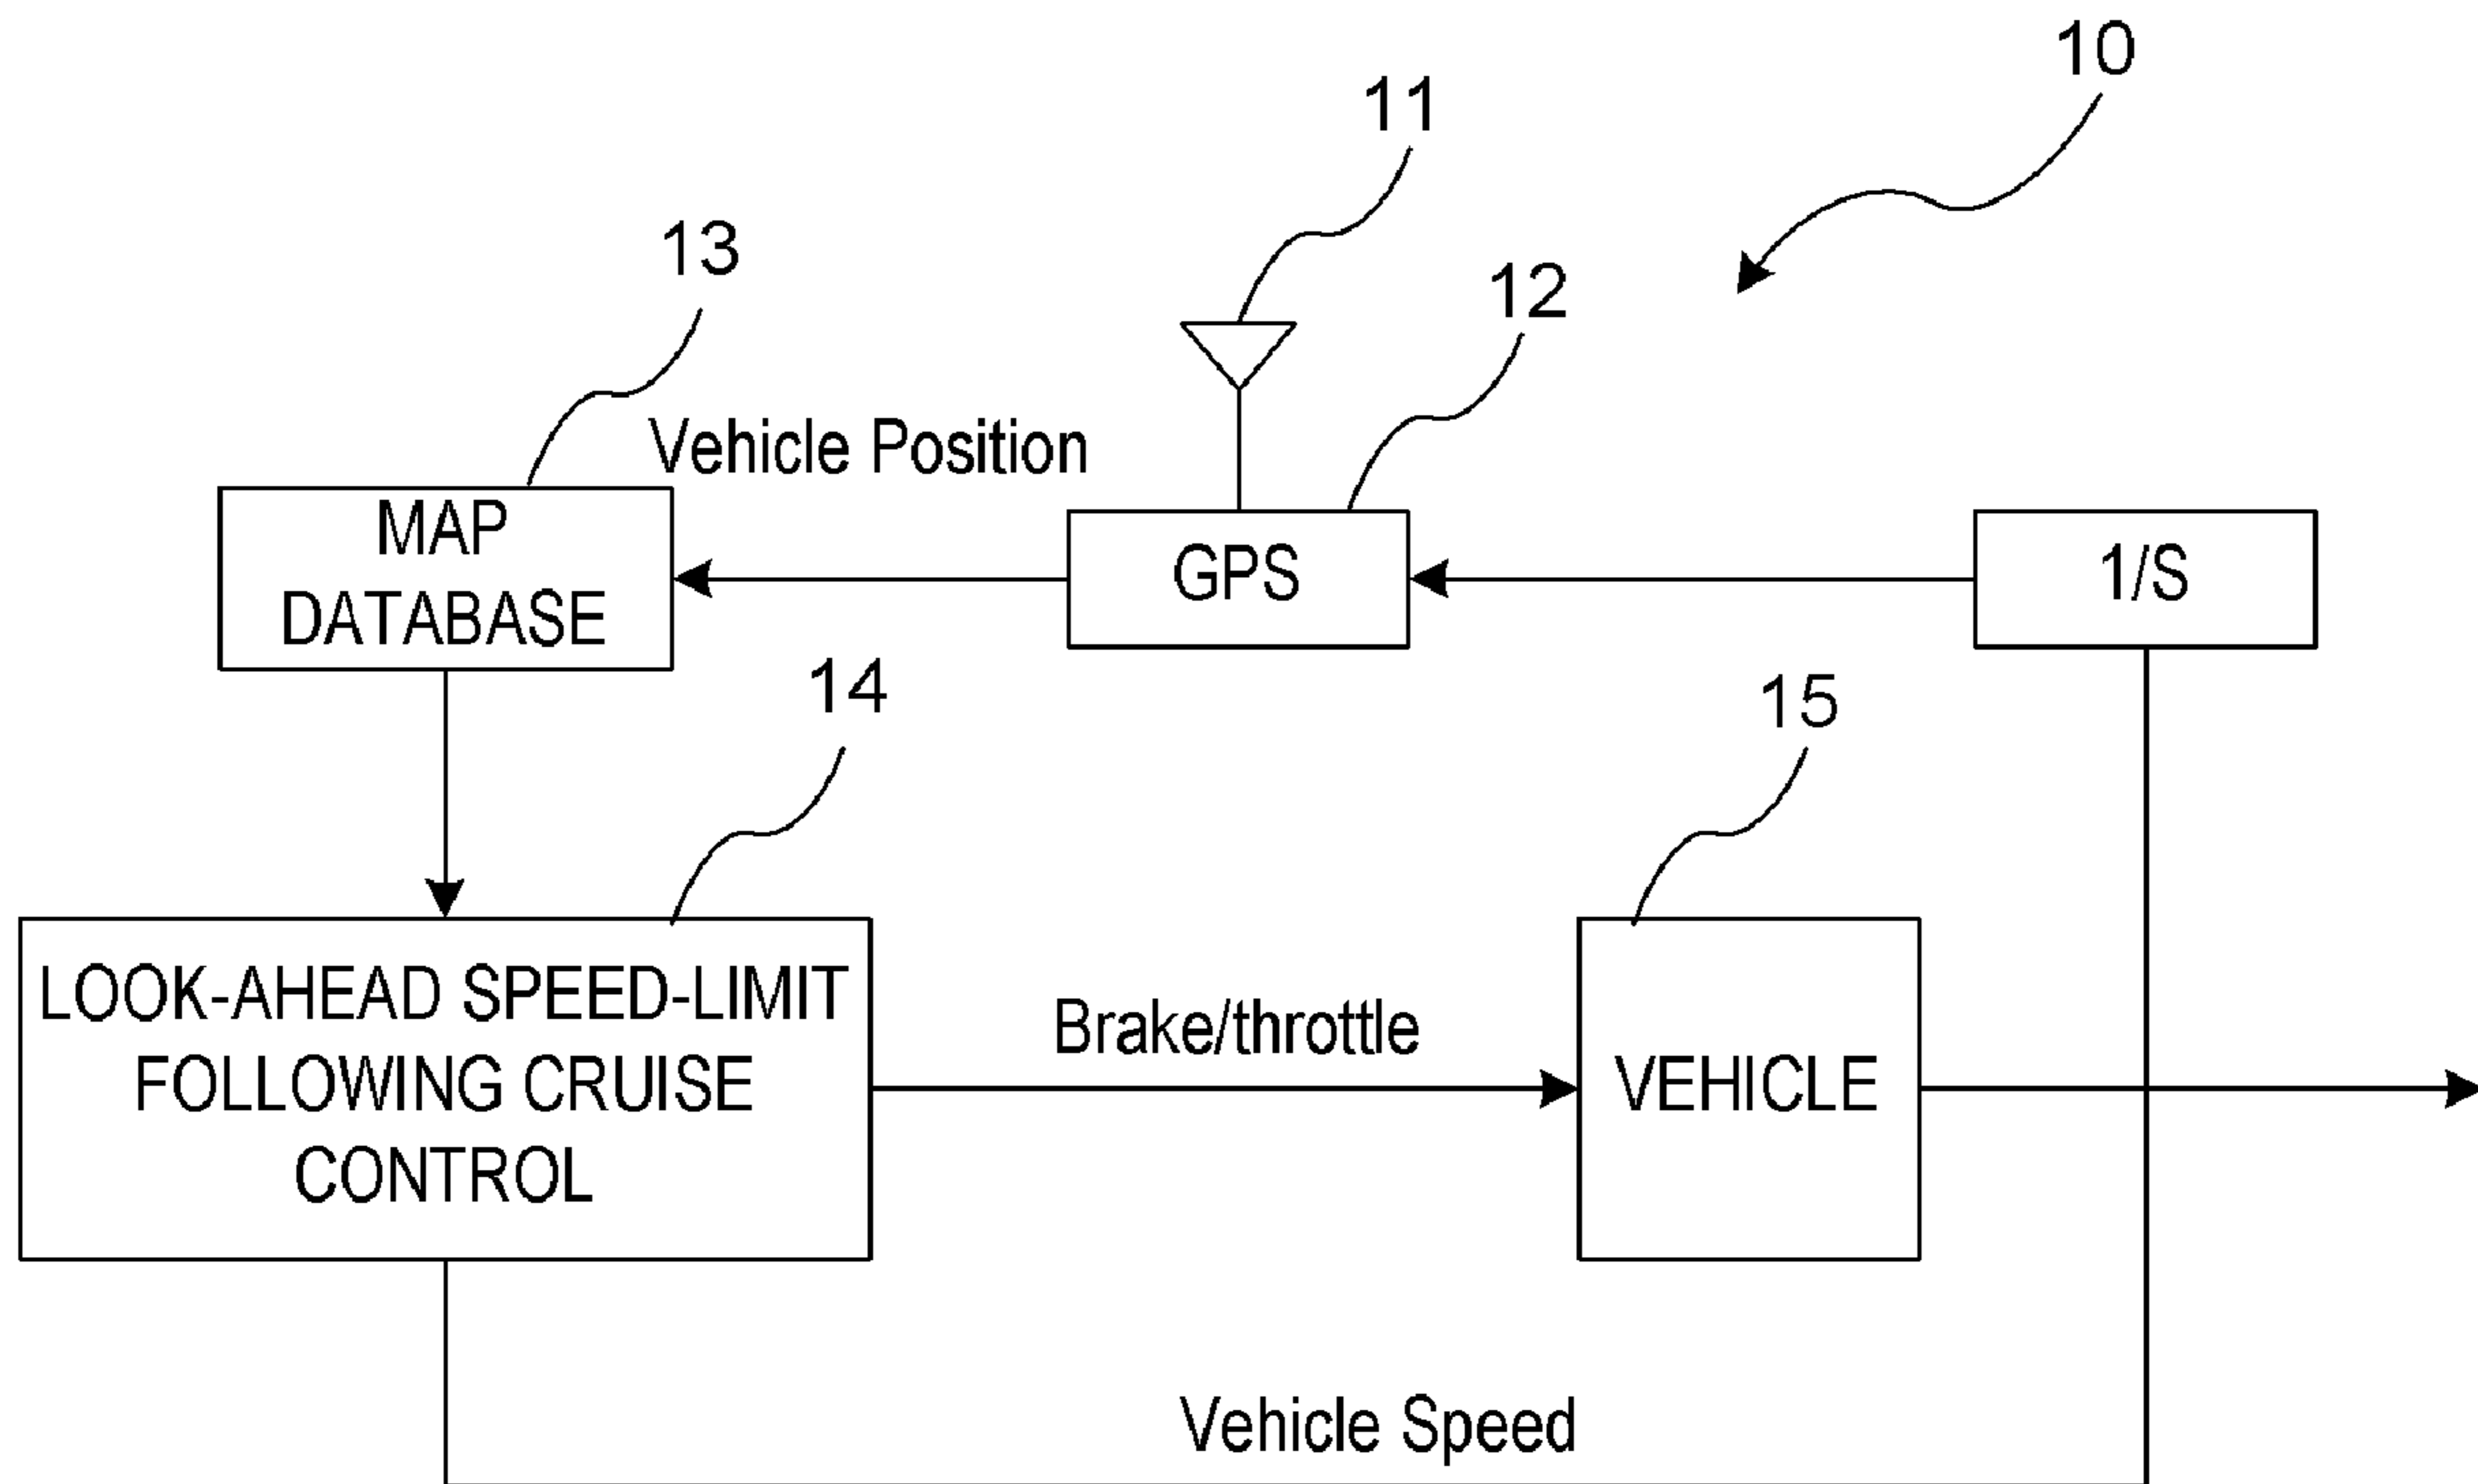 10
11
13
12
Vehicle Position
MAP
DATABASE
GPS
1/S
14
15
LOOK-AHEAD SPEED-LIMIT
FOLLOWING CRUISE
CONTROL
Brake/throttle
VEHICLE
Vehicle Speed